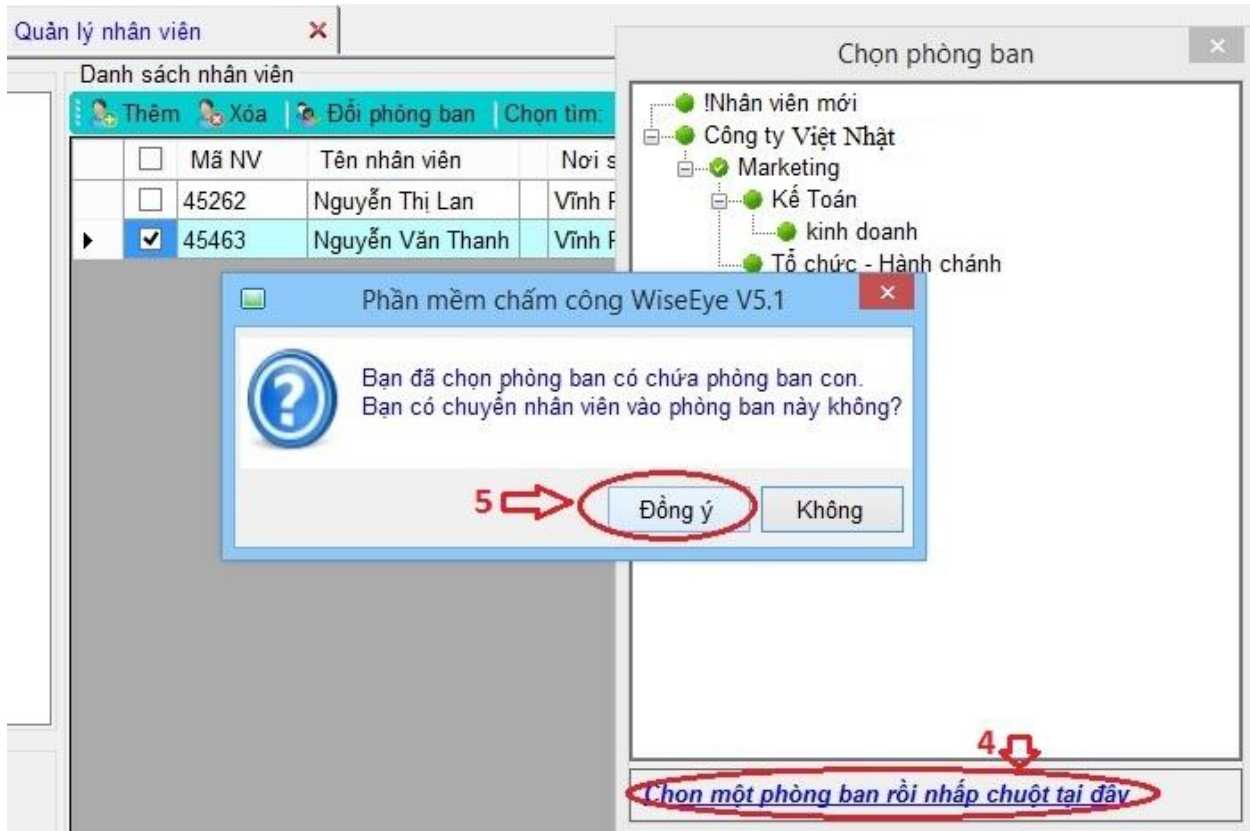 Quản lý nhân viên
Chọn phòng ban
Danh sách nhân viên
Thêm Xóa Đổi phòng ban Chọn tìm:
Mã NV Tên nhân viên Nơi s
45262 Nguyễn Thị Lan Vĩnh P
45463 Nguyễn Văn Thanh Vĩnh P
!Nhân viên mới
Công ty Việt Nhật
Marketing
Kế Toán
kinh doanh
Tổ chức - Hành chánh
Phần mềm chấm công WiseEye V5.1
Bạn đã chọn phòng ban có chứa phòng ban con.
Bạn có chuyển nhân viên vào phòng ban này không?
5
Đồng ý Không
4
Chọn một phòng ban rồi nhấp chuột tại đây